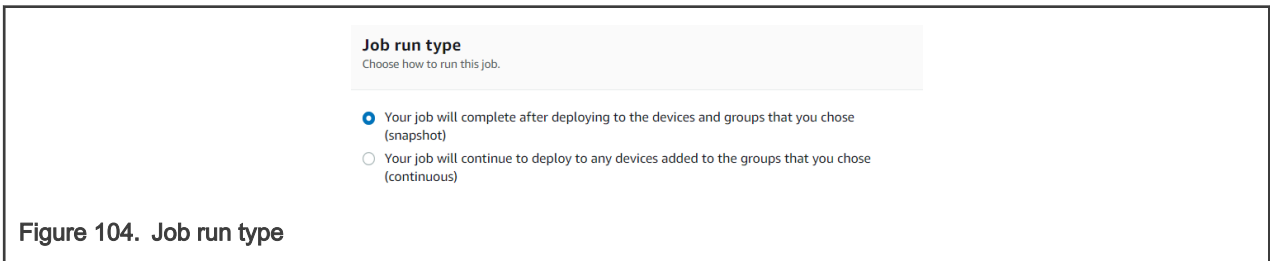 Job run type
Choose how to run this job.
Your job will complete after deploying to the devices and groups that you chose
(snapshot)
Your job will continue to deploy to any devices added to the groups that you chose
(continuous)
Figure 104. Job run type